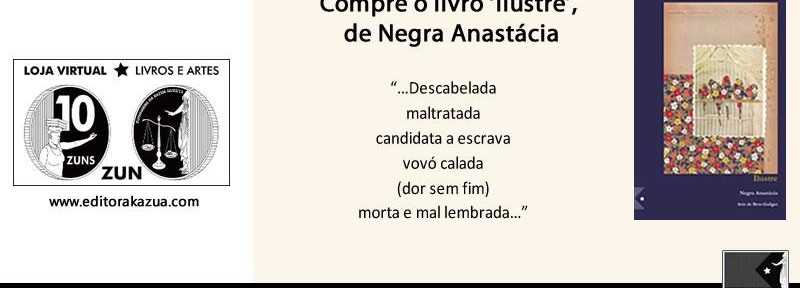 Compre o livro ‘Ilustre’,
de Negra Anastácia
LOJA VIRTUAL ★ LIVROS E ARTES
10
ZUNS
ZUN
www.editorakazua.com
“...Descabelada
maltratada
candidata a escrava
vovó calada
(dor sem fim)
morta e mal lembrada...”
Ilustre
Negra Anastácia